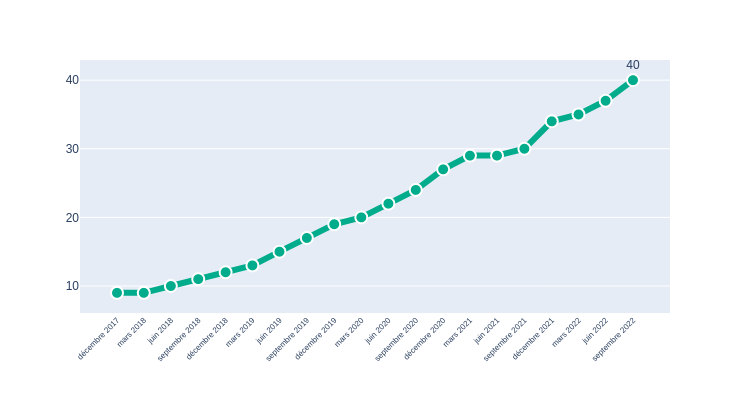 40
40
30
20
10
décembre 2017
mars 2018
juin 2018
septembre 2018
décembre 2018
mars 2019
juin 2019
septembre 2019
décembre 2019
mars 2020
juin 2020
septembre 2020
décembre 2020
mars 2021
juin 2021
septembre 2021
décembre 2021
mars 2022
juin 2022
septembre 2022